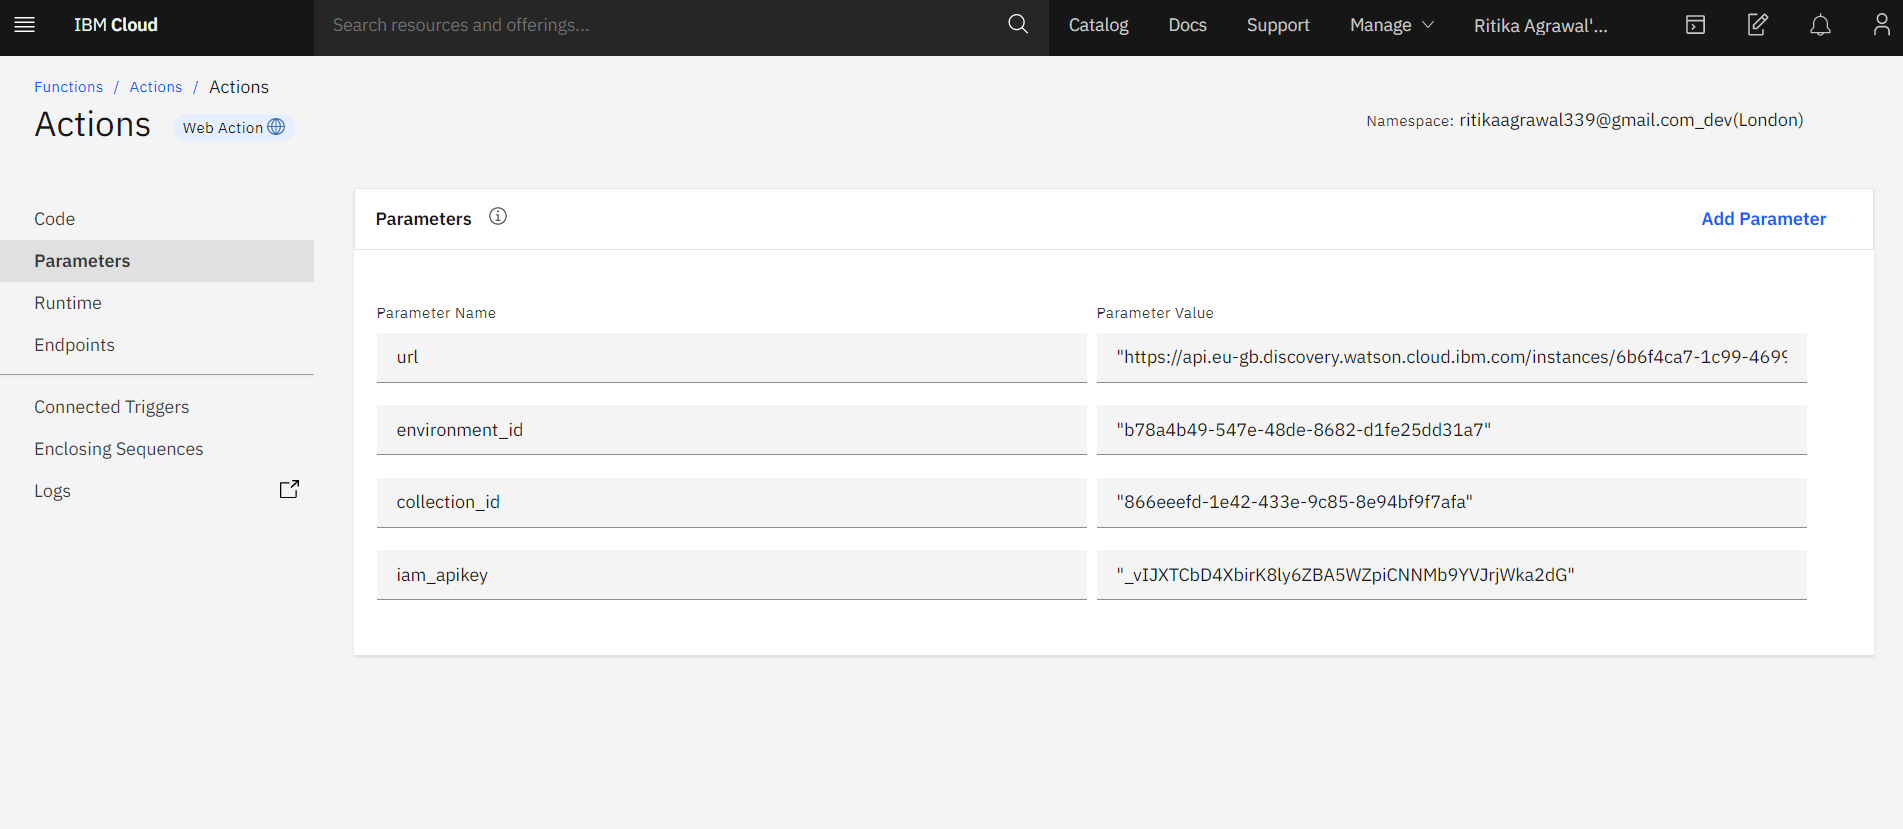 IBM Cloud
Search resources and offerings...
Catalog
Docs
Support
Manage
Ritika Agrawal'...
Functions / Actions / Actions
Actions
Web Action
Namespace: ritikaagrawal339@gmail.com_dev(London)
Code
Parameters
Runtime
Endpoints
Connected Triggers
Enclosing Sequences
Logs
Parameters
Add Parameter
Parameter Name
Parameter Value
url
"https://api.eu-gb.discovery.watson.cloud.ibm.com/instances/6b6f4ca7-1c99-4699
environment_id
"b78a4b49-547e-48de-8682-d1fe25dd31a7"
collection_id
"866eeefd-1e42-433e-9c85-8e94bf9f7afa"
iam_apikey
"_vIJXTCbD4XbirK8ly6ZBA5WZpiCNNMb9YVJrjWka2dG"